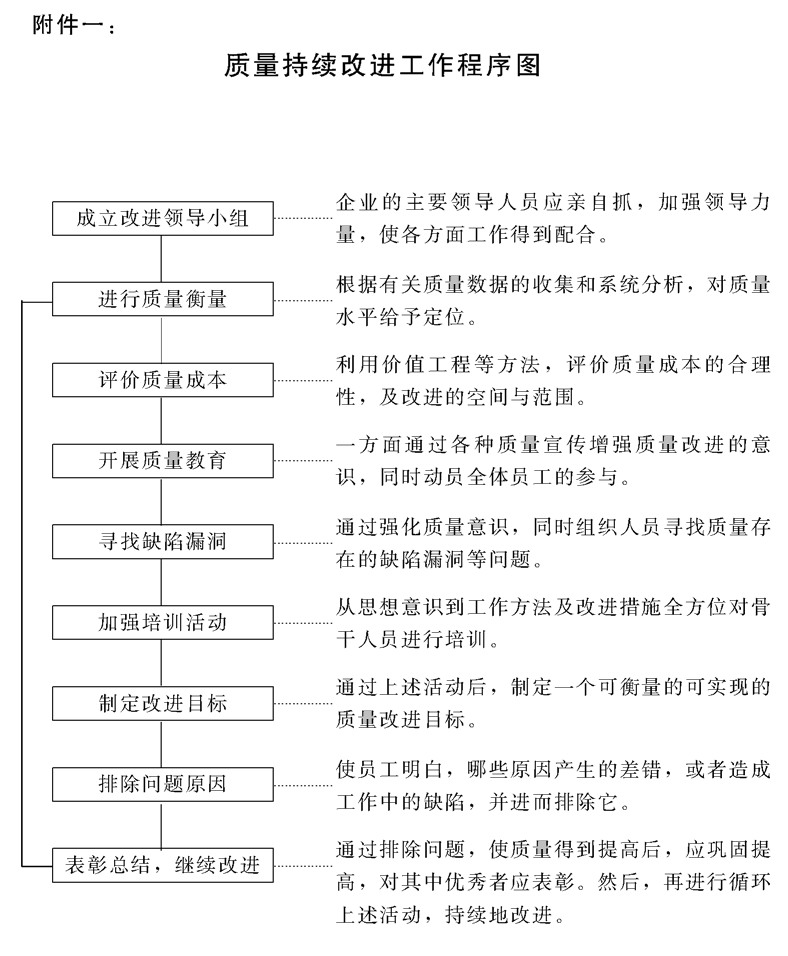 附件一：
质量持续改进工作程序图
成立改进领导小组
企业的主要领导人员应亲自抓，加强领导力
量，使各方面工作得到配合。
进行质量衡量
根据有关质量数据的收集和系统分析，对质量
水平给予定位。
评价质量成本
利用价值工程等方法，评价质量成本的合理
性，及改进的空间与范围。
开展质量教育
一方面通过各种质量宣传增强质量改进的意
识，同时动员全体员工的参与。
寻找缺陷漏洞
通过强化质量意识，同时组织人员寻找质量存
在的缺陷漏洞等问题。
加强培训活动
从思想意识到工作方法及改进措施全方位对骨
干人员进行培训。
制定改进目标
通过上述活动后，制定一个可衡量的可实现的
质量改进目标。
排除问题原因
使员工明白，哪些原因产生的差错，或者造成
工作中的缺陷，并进而排除它。
表彰总结，继续改进
通过排除问题，使质量得到提高后，应巩固提
高，对其中优秀者应表彰。然后，再进行循环
上述活动，持续地改进。